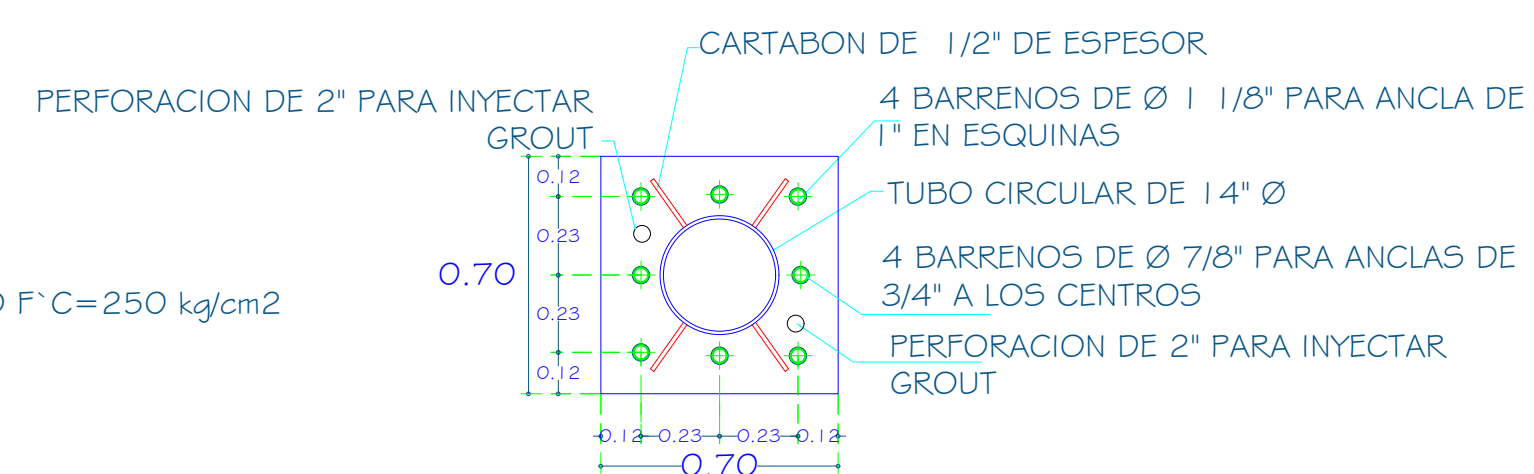 CARTABON DE 1/2" DE ESPESOR
PERFORACION DE 2" PARA INYECTAR
GROUT
4 BARRENOS DE Ø 1 1/8" PARA ANCLA DE
1" EN ESQUINAS
TUBO CIRCULAR DE 14" Ø
4 BARRENOS DE Ø 7/8" PARA ANCLAS DE
3/4" A LOS CENTROS
PERFORACION DE 2" PARA INYECTAR
GROUT
F`C=250 kg/cm2
0.12
0.23
0.70
0.23
0.12
0.12 0.23 0.23 0.12
0.70